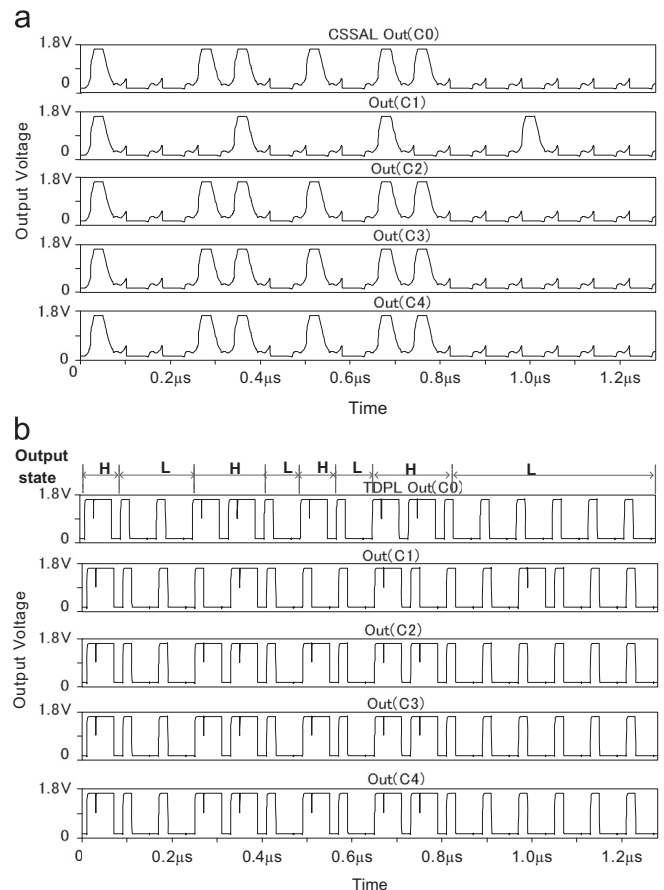 a
CSSAL Out(C0)
1.8V
0
Out(C1)
1.8V
0
Out(C2)
1.8V
0
Out(C3)
1.8V
0
Out(C4)
1.8V
0
Output Voltage
0 0.2μs 0.4μs 0.6μs 0.8μs 1.0μs 1.2μs
Time
b
Output state
H L H L H L H L
TDPL Out(C0)
1.8V
0
Out(C1)
1.8V
0
Out(C2)
1.8V
0
Out(C3)
1.8V
0
Out(C4)
1.8V
0
Output Voltage
0 0.2μs 0.4μs 0.6μs 0.8μs 1.0μs 1.2μs
Time